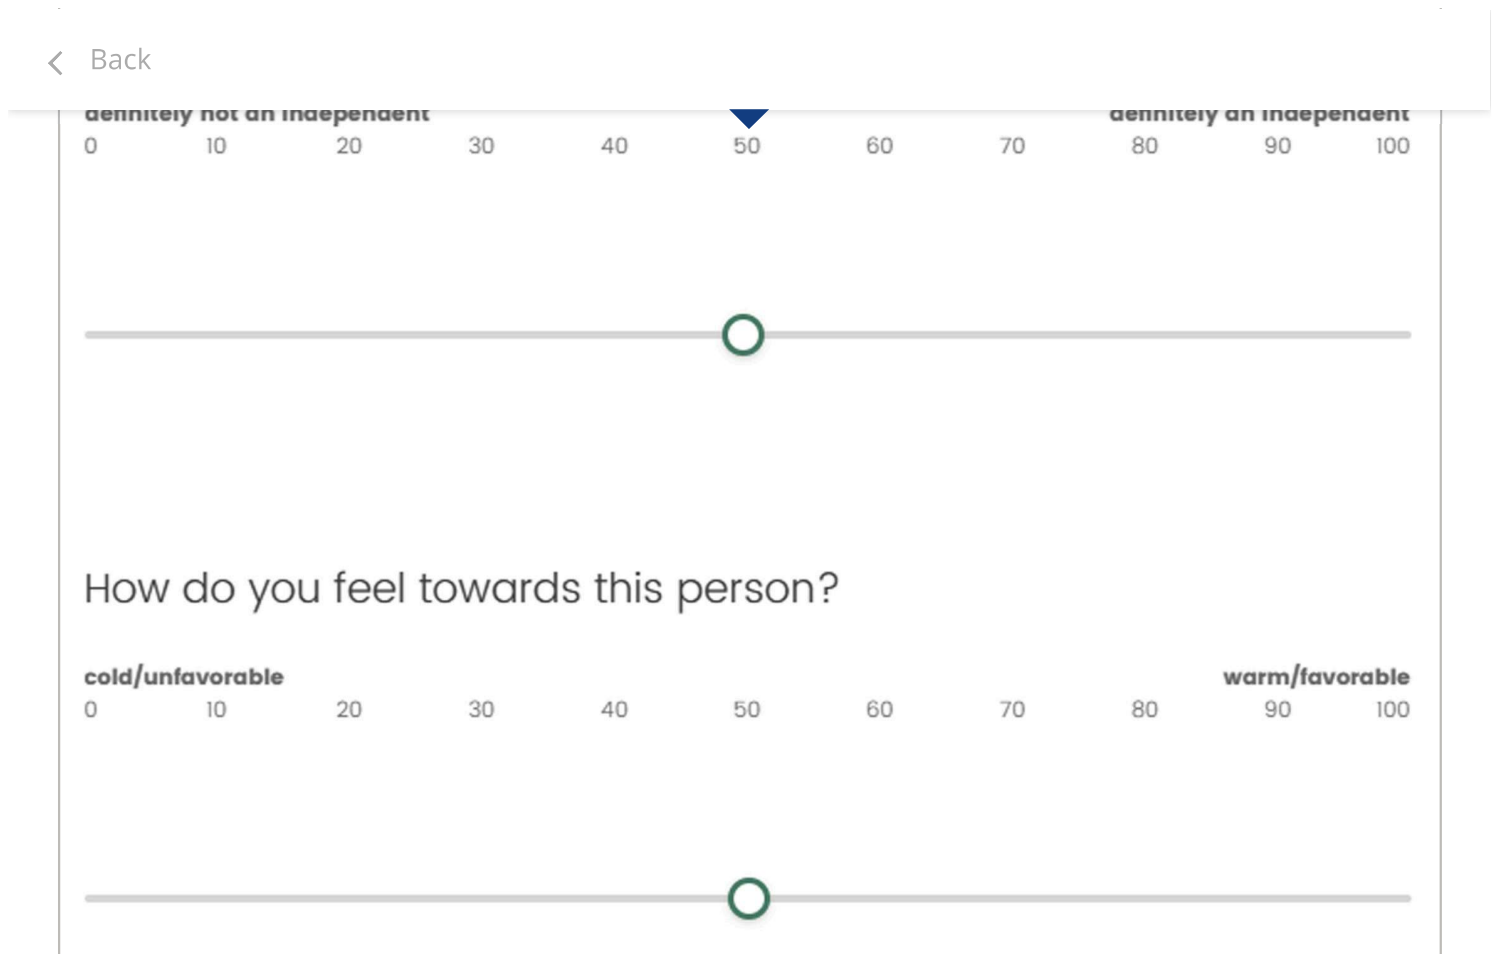 Back
definitely not an independent definitely an independent
0 10 20 30 40 50 60 70 80 90 100
How do you feel towards this person?
cold/unfavorable warm/favorable
0 10 20 30 40 50 60 70 80 90 100